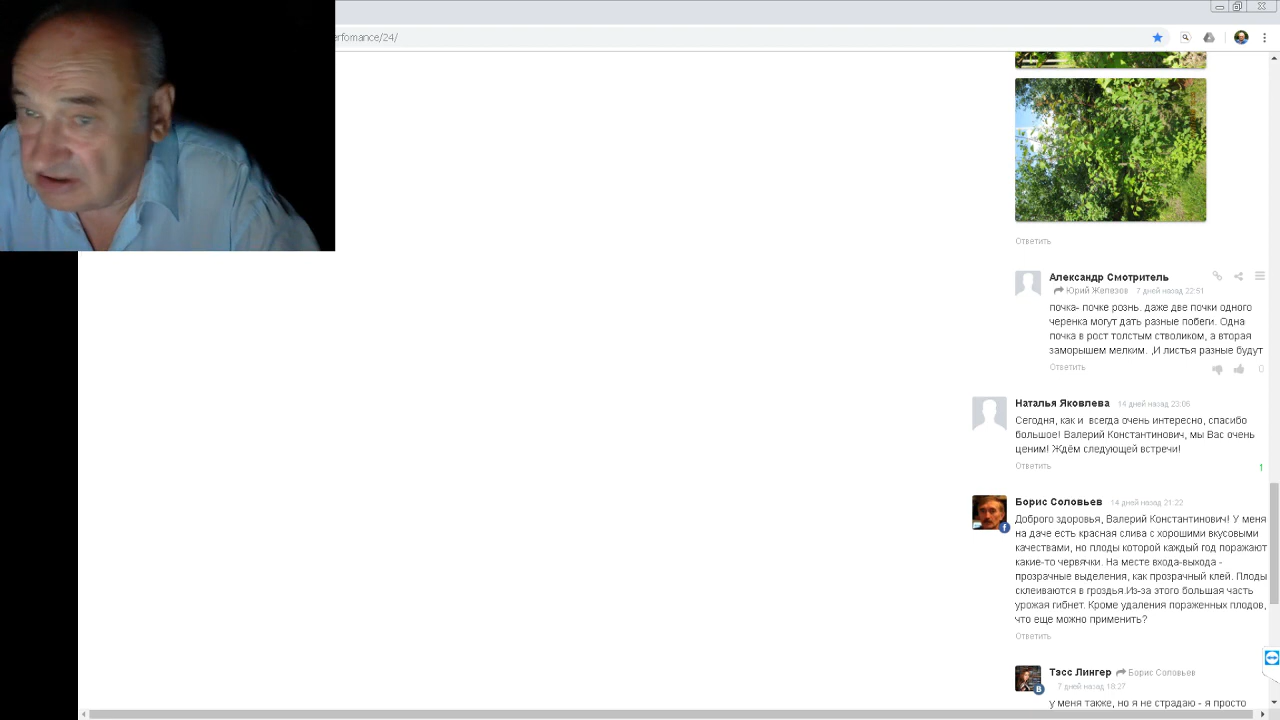 erfomance/24/
Ответить
Александр Смотритель
Юрий Железов 7 дней назад 22:51
почка- почке рознь. даже две почки одного
черенка могут дать разные побеги. Одна
почка в рост толстым стволиком, а вторая
заморышем мелким. ,И листья разные будут
Ответить
0
Наталья Яковлева 14 дней назад 23:06
Сегодня, как и всегда очень интересно, спасибо
большое! Валерий Константинович, мы Вас очень
ценим! Ждём следующей встречи!
Ответить
1
Борис Соловьев 14 дней назад 21:22
Доброго здоровья, Валерий Константинович! У меня
на даче есть красная слива с хорошими вкусовыми
качествами, но плоды которой каждый год поражают
какие-то червячки. На месте входа-выхода -
прозрачные выделения, как прозрачный клей. Плоды
склеиваются в гроздья.Из-за этого большая часть
урожая гибнет. Кроме удаления пораженных плодов,
что еще можно применить?
Ответить
Тэсс Лингер Борис Соловьев
7 дней назад 18:27
у меня также, но я не страдаю - я просто